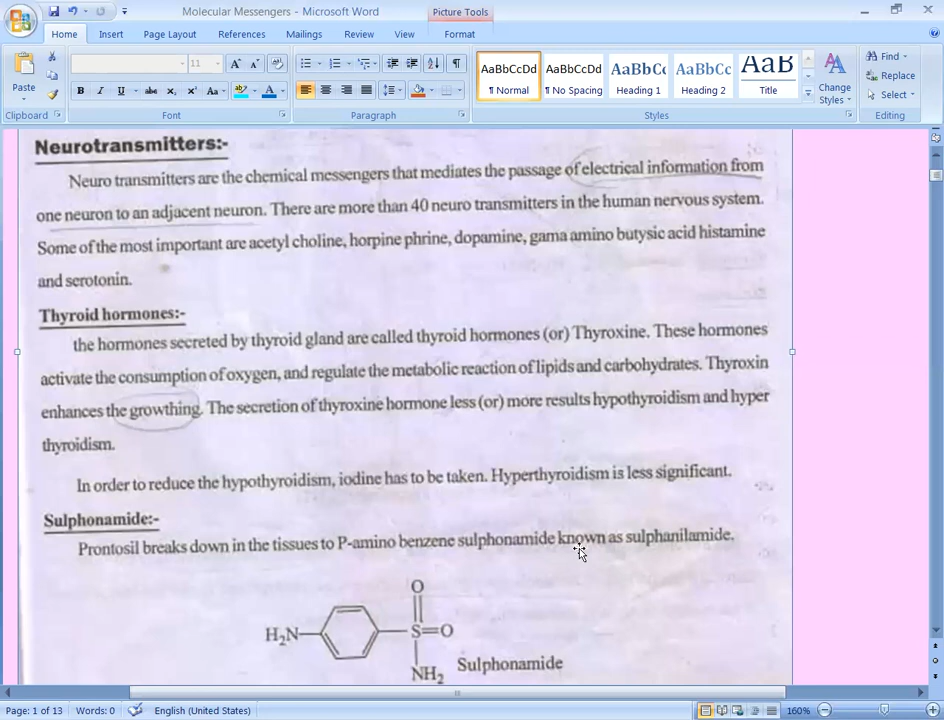 Molecular Messengers - Microsoft Word
Picture Tools
Home Insert Page Layout References Mailings Review View Format
Paste
11
AaBbCcDd AaBbCcDd AaBbCc AaBbCc AaB
¶ Normal ¶ No Spacing Heading 1 Heading 2 Title
Change Styles
Find
Replace
Select
Clipboard Font Paragraph Styles Editing
Neurotransmitters:-
Neuro transmitters are the chemical messengers that mediates the passage of electrical information from
one neuron to an adjacent neuron. There are more than 40 neuro transmitters in the human nervous system.
Some of the most important are acetyl choline, horpine phrine, dopamine, gama amino butysic acid histamine
and serotonin.
Thyroid hormones:-
the hormones secreted by thyroid gland are called thyroid hormones (or) Thyroxine. These hormones
activate the consumption of oxygen, and regulate the metabolic reaction of lipids and carbohydrates. Thyroxin
enhances the growthing. The secretion of thyroxine hormone less (or) more results hypothyroidism and hyper
thyroidism.
In order to reduce the hypothyroidism, iodine has to be taken. Hyperthyroidism is less significant.
Sulphonamide:-
Prontosil breaks down in the tissues to P-amino benzene sulphonamide known as sulphanilamide.
O
H₂N S=O
NH₂ Sulphonamide
Page: 1 of 13 Words: 0 English (United States) 160%